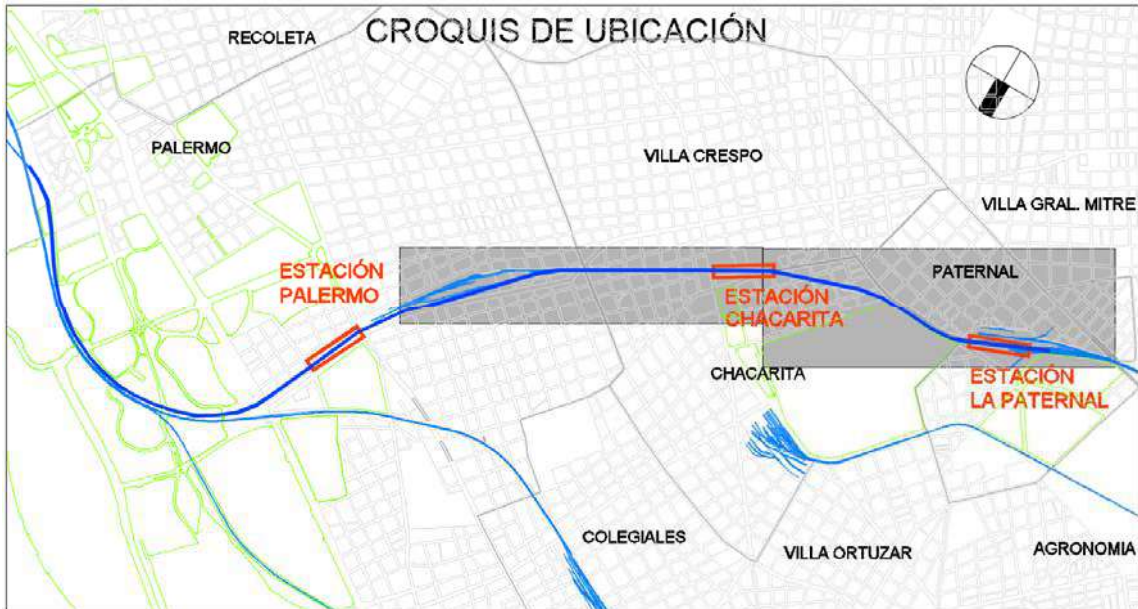 CROQUIS DE UBICACIÓN
RECOLETA
PALERMO
VILLA CRESPO
VILLA GRAL. MITRE
ESTACIÓN
PALERMO
PATERNAL
ESTACIÓN
CHACARITA
CHACARITA
ESTACIÓN
LA PATERNAL
COLEGIALES
VILLA ORTUZAR
AGRONOMIA